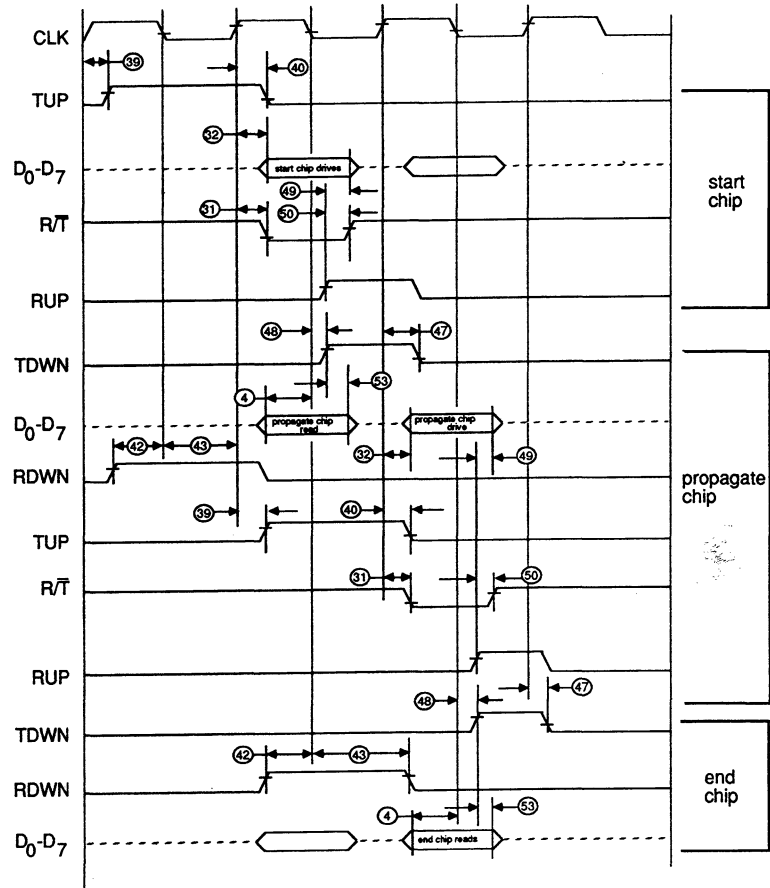 CLK
39
40
TUP
32
D0-D7
start chip drives
49
31
50
R/T̅
start
chip
RUP
48
47
TDWN
53
4
D0-D7
propagate chip
read
propagate chip
drive
42
43
32
49
RDWN
propagate
chip
39
40
TUP
31
50
R/T̅
RUP
48
47
TDWN
42
43
RDWN
end
chip
4
53
D0-D7
end chip reads